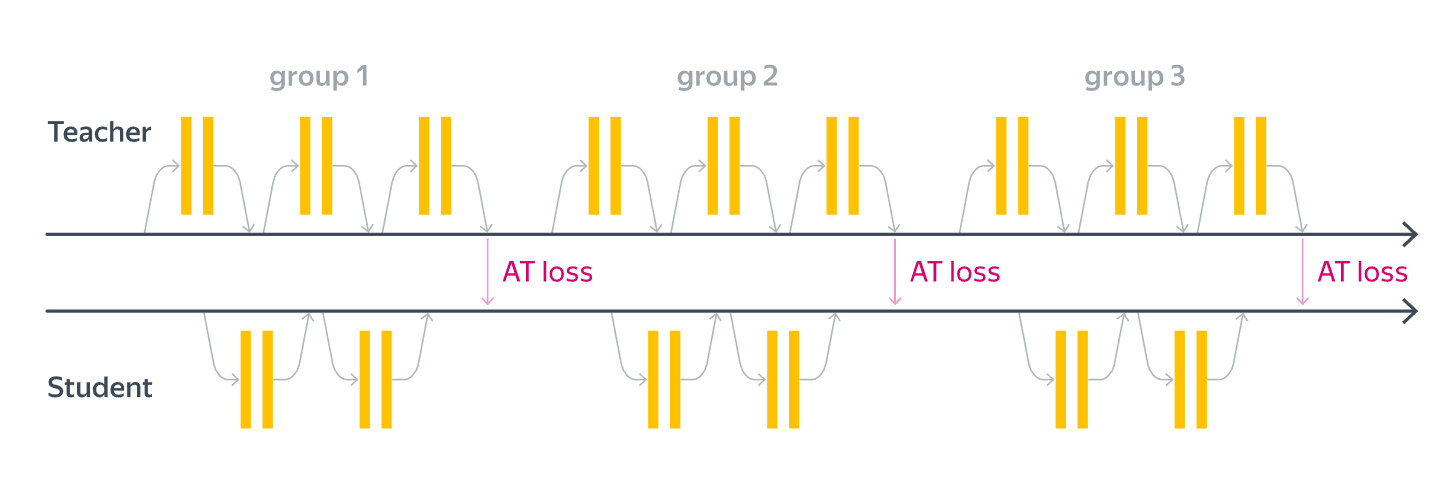 group 1
group 2
group 3
Teacher
AT loss
AT loss
AT loss
Student